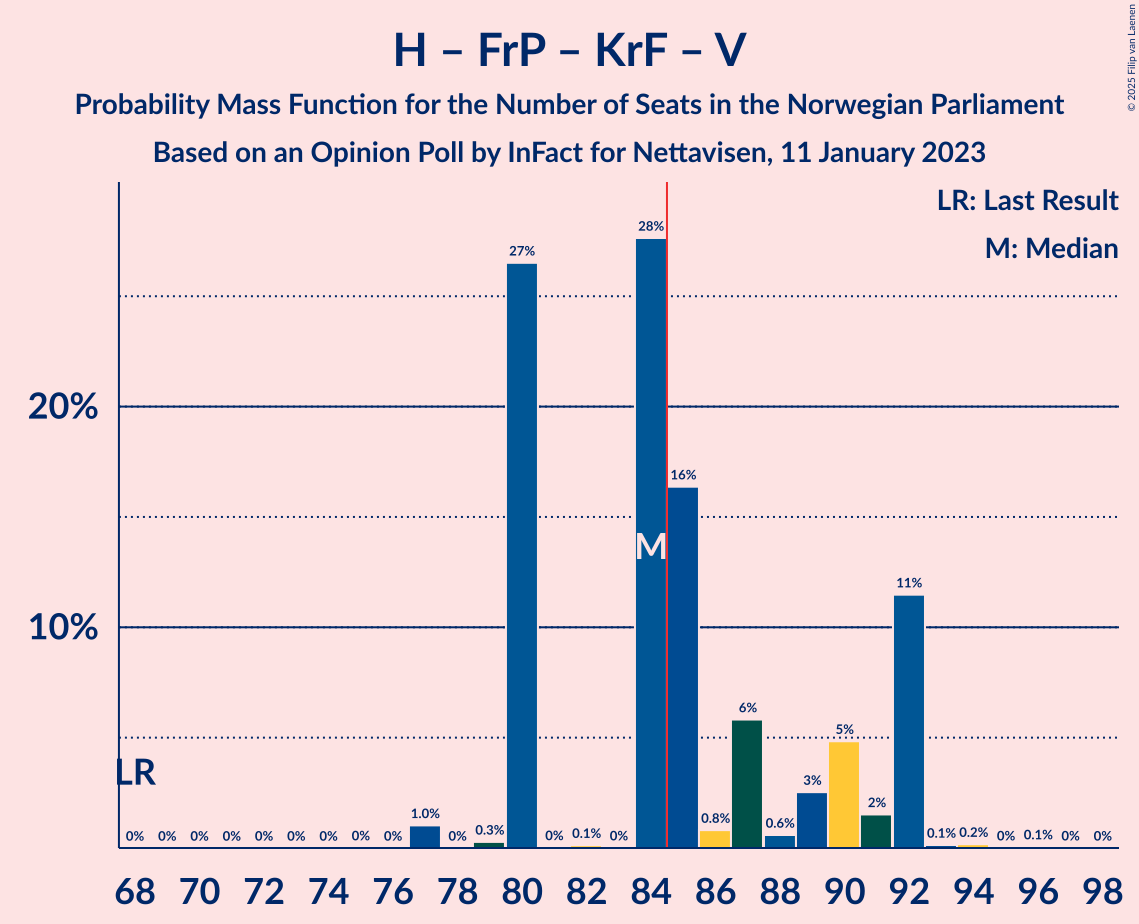 H – FrP – KrF – V
Probability Mass Function for the Number of Seats in the Norwegian Parliament
Based on an Opinion Poll by InFact for Nettavisen, 11 January 2023
© 2025 Filip van Laenen
LR: Last Result
M: Median
20%
10%
LR
M
0% 0% 0% 0% 0% 0% 0% 0% 0% 1.0% 0% 0.3% 27% 0% 0.1% 0% 28% 16% 0.8% 6% 0.6% 3% 5% 2% 11% 0.1% 0.2% 0% 0.1% 0% 0%
68 70 72 74 76 78 80 82 84 86 88 90 92 94 96 98